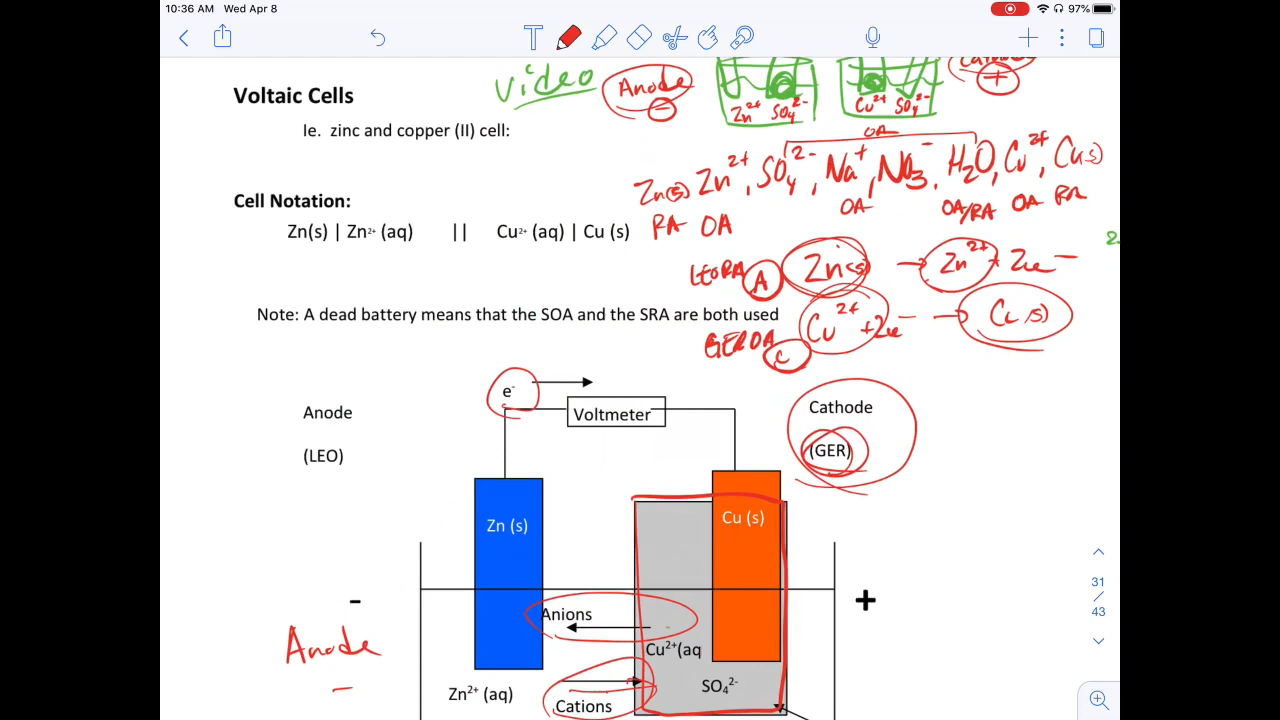 10:36 AM Wed Apr 8
97%
T
video
Anode
−
Zn²⁺ SO₄²⁻
Cu²⁺ SO₄²⁻
+
Voltaic Cells
Ie. zinc and copper (II) cell:
OA
Zn(s) Zn²⁺, SO₄²⁻, Na⁺, NO₃⁻, H₂O, Cu²⁺, Cu(s)
RA OA OA OA/RA OA RA
Cell Notation:
Zn(s) | Zn²⁺ (aq) || Cu²⁺ (aq) | Cu (s)
LEORA A Zn(s) → Zn²⁺ + 2e⁻
Note: A dead battery means that the SOA and the SRA are both used
GEROA C Cu²⁺ + 2e⁻ → Cu(s)
e⁻
Voltmeter
Anode
(LEO)
Cathode
(GER)
Zn (s)
Cu (s)
−
+
Anions
Cations
Cu²⁺(aq
SO₄²⁻
Zn²⁺ (aq)
Anode
−
31
/
43